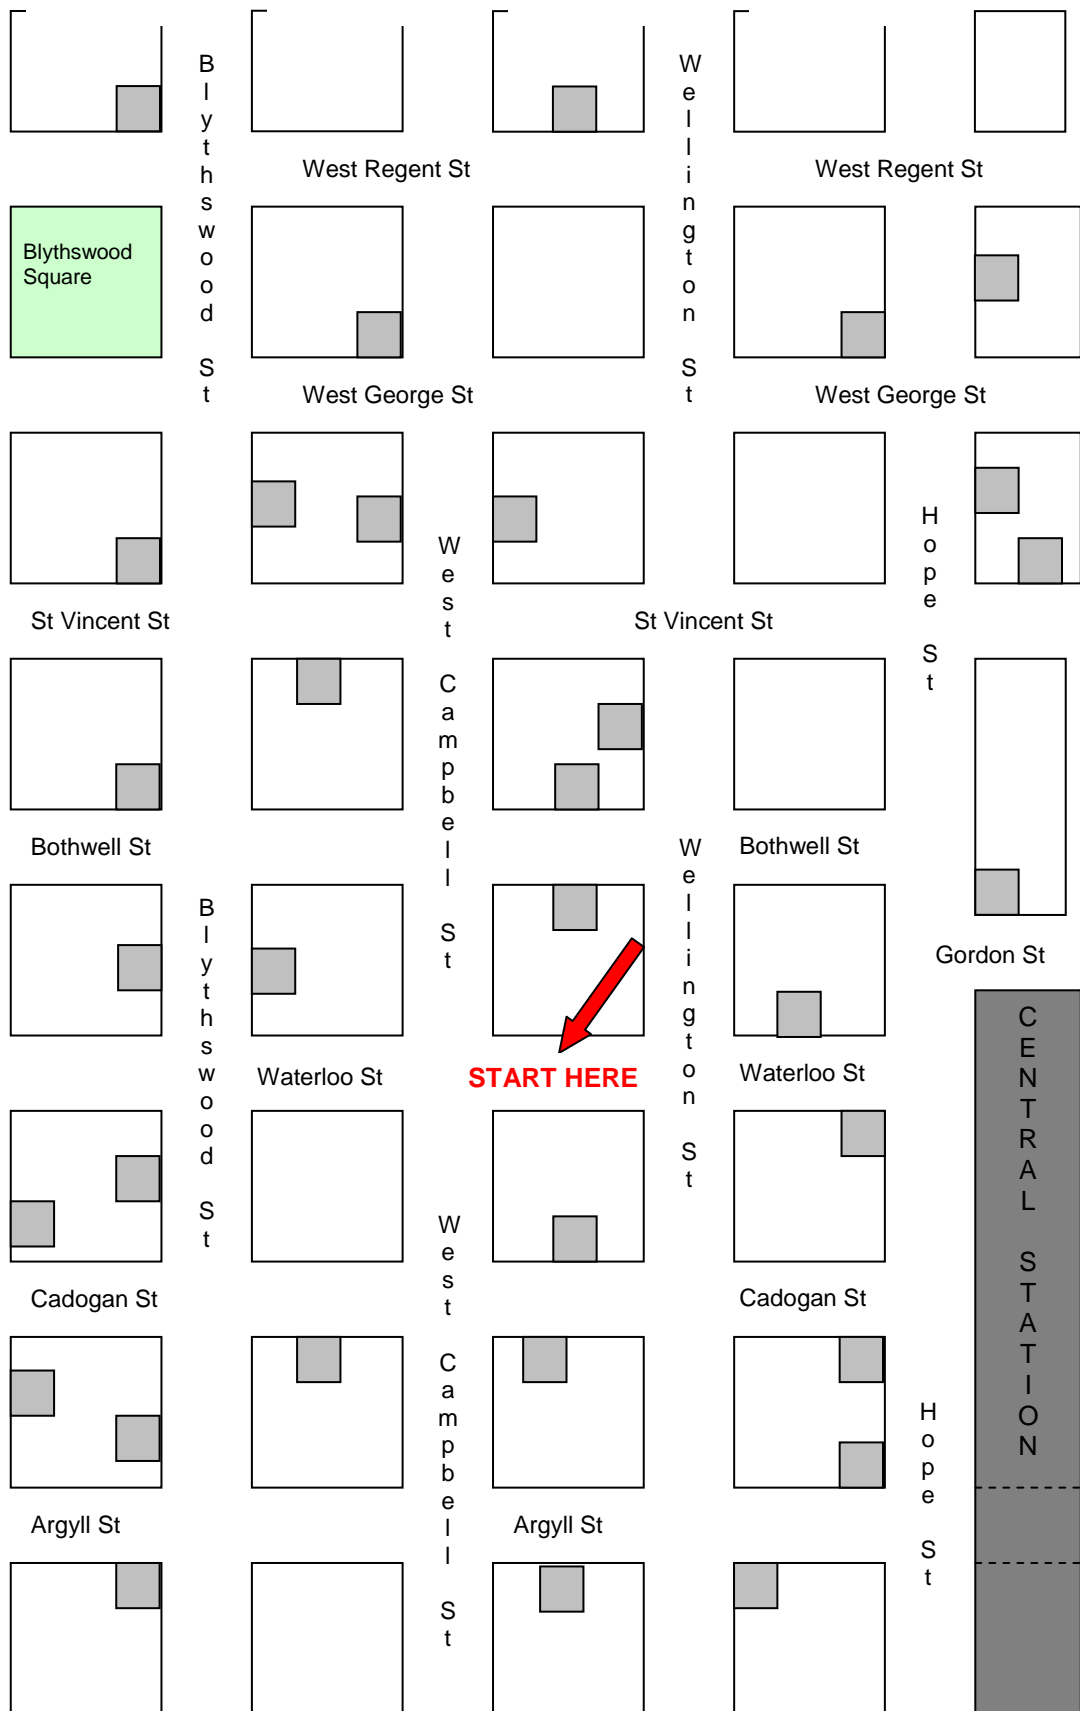 Blythswood St
Wellington St
West Regent St
West Regent St
Blythswood
Square
West George St
West George St
West Campbell St
Hope St
St Vincent St
St Vincent St
Bothwell St
Wellington St
Bothwell St
Blythswood St
Gordon St
CENTRAL STATION
Waterloo St
START HERE
Waterloo St
West Campbell St
Cadogan St
Cadogan St
Hope St
Argyll St
Argyll St